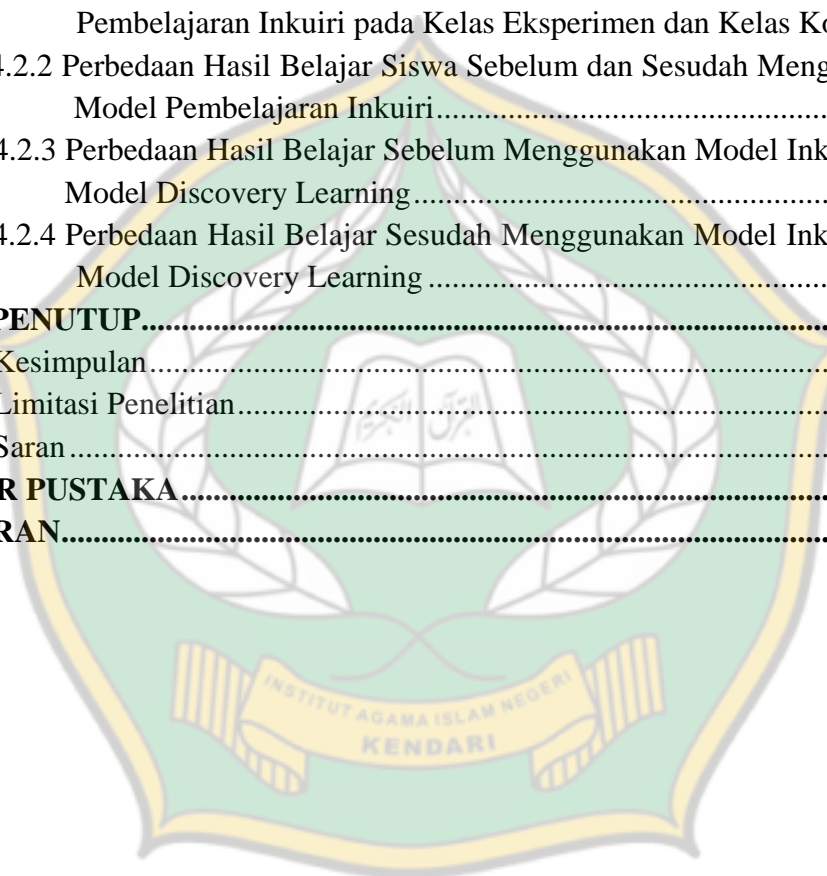 Pembelajaran Inkuiri pada Kelas Eksperimen dan Kelas Ko
4.2.2 Perbedaan Hasil Belajar Siswa Sebelum dan Sesudah Meng
Model Pembelajaran Inkuiri....................................................
4.2.3 Perbedaan Hasil Belajar Sebelum Menggunakan Model Ink
Model Discovery Learning......................................................
4.2.4 Perbedaan Hasil Belajar Sesudah Menggunakan Model Ink
Model Discovery Learning ....................................................
PENUTUP.....................................................................................
Kesimpulan....................................................................................
Limitasi Penelitian..........................................................................
Saran..............................................................................................
R PUSTAKA................................................................................
RAN...............................................................................................
INSTITUT AGAMA ISLAM NEGERI
KENDARI